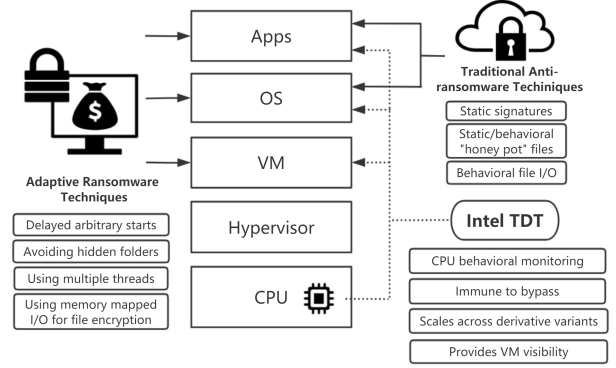 Apps
OS
VM
Hypervisor
CPU
$
Adaptive Ransomware
Techniques
Delayed arbitrary starts
Avoiding hidden folders
Using multiple threads
Using memory mapped
I/O for file encryption
Traditional Anti-
ransomware Techiniques
Static signatures
Static/behavioral
"honey pot" files
Behavioral file I/O
Intel TDT
CPU behavioral monitoring
Immune to bypass
Scales across derivative variants
Provides VM visibility